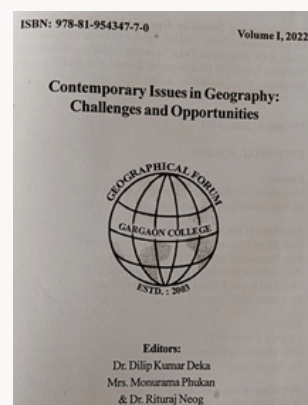 ISBN: 978-81-954347-7-0
Volume I, 2022
Contemporary Issues in Geography:
Challenges and Opportunities
GEOGRAPHICAL FORUM
GARGAON COLLEGE
ESTD. : 2003
Editors:
Dr. Dilip Kumar Deka
Mrs. Monurama Phukan
& Dr. Rituraj Neog